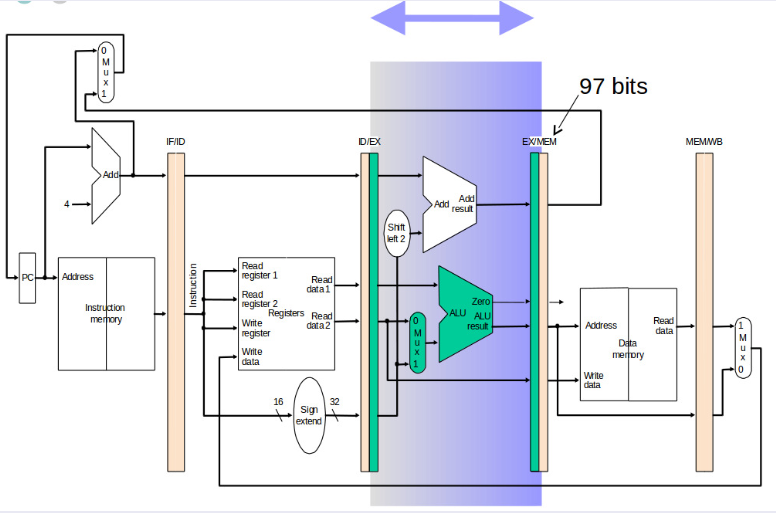 97 bits
0
M
u
x
1
IF/ID
ID/EX
EX/MEM
MEM/WB
Add
4
Add
Add
result
Shift
left 2
PC
Address
Instruction
memory
Instruction
Read
register 1
Read
register 2
Write
register
Write
data
Registers
Read
data 1
Read
data 2
0
M
u
x
1
Zero
ALU
ALU
result
Address
Read
data
Data
memory
Write
data
1
M
u
x
0
16
Sign
extend
32